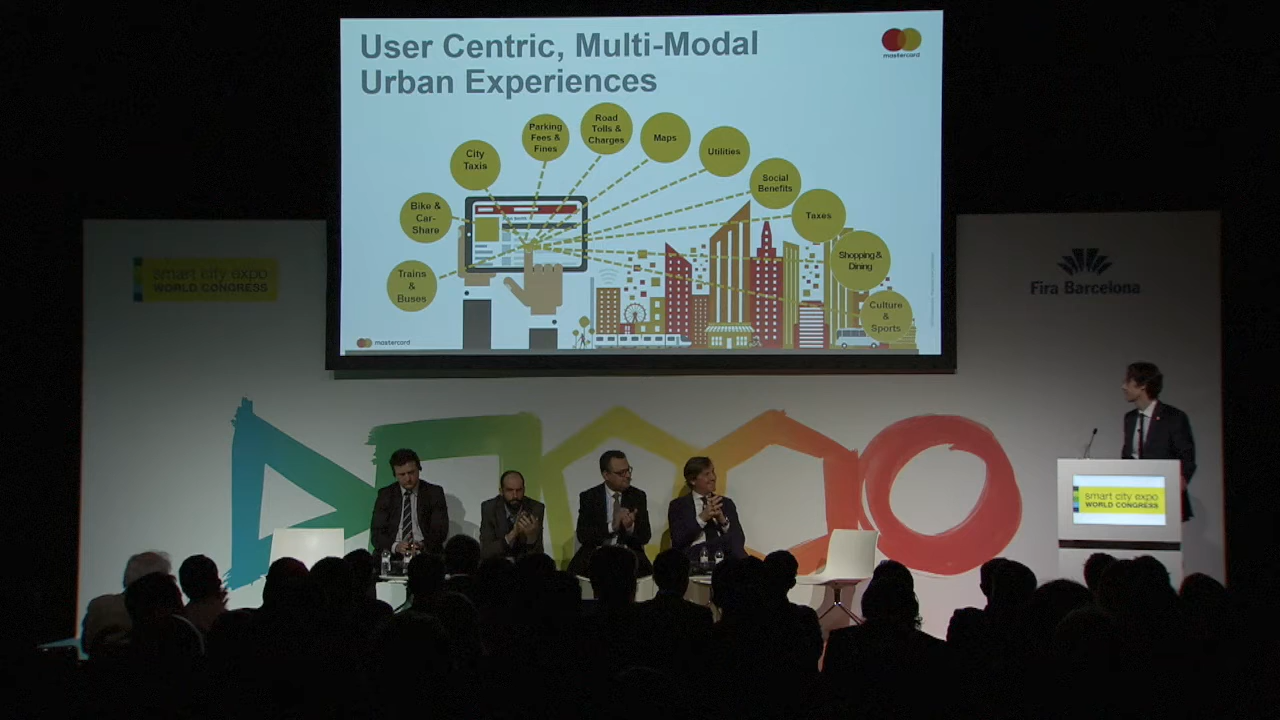 User Centric, Multi-Modal
Urban Experiences
mastercard
Road
Tolls &
Charges
Parking
Fees &
Fines
Maps
City
Taxis
Utilities
Social
Benefits
Bike &
Car-
Share
Taxes
Shopping &
Dining
Trains
&
Buses
Culture
&
Sports
mastercard
smart city expo
WORLD CONGRESS
Fira Barcelona
smart city expo
WORLD CONGRESS